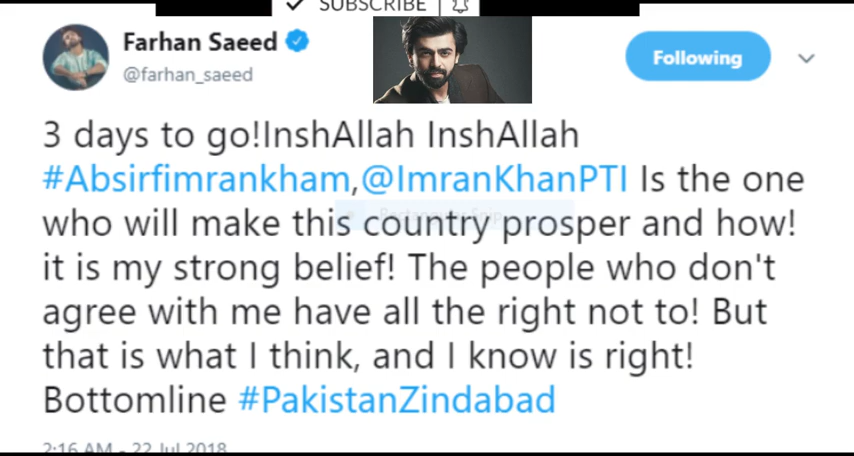 SUBSCRIBE
Farhan Saeed
@farhan_saeed
Following
3 days to go!InshAllah InshAllah
#Absirfimrankham,@ImranKhanPTI Is the one
who will make this country prosper and how!
it is my strong belief! The people who don't
agree with me have all the right not to! But
that is what I think, and I know is right!
Bottomline #PakistanZindabad
2:16 AM - 22 Jul 2018